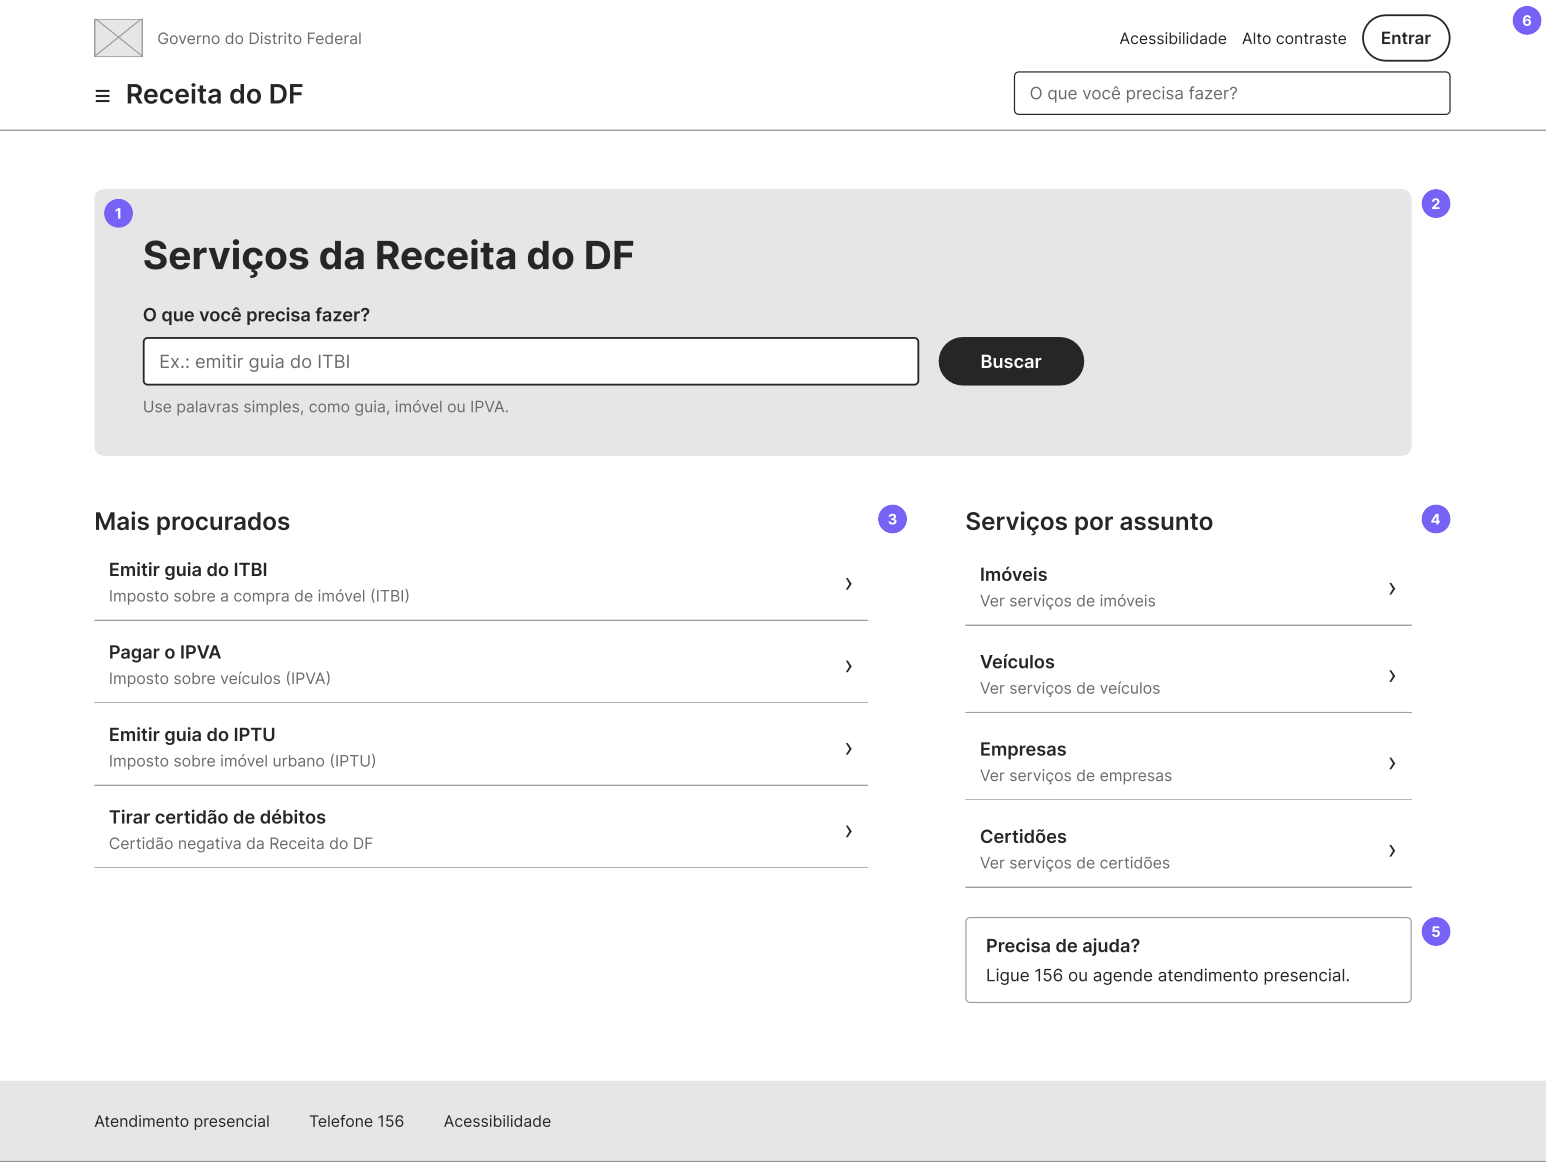 Governo do Distrito Federal
Acessibilidade
Alto contraste
Entrar
6
≡ Receita do DF
O que você precisa fazer?
1
2
Serviços da Receita do DF
O que você precisa fazer?
Ex.: emitir guia do ITBI
Buscar
Use palavras simples, como guia, imóvel ou IPVA.
Mais procurados
3
Emitir guia do ITBI
Imposto sobre a compra de imóvel (ITBI)
Pagar o IPVA
Imposto sobre veículos (IPVA)
Emitir guia do IPTU
Imposto sobre imóvel urbano (IPTU)
Tirar certidão de débitos
Certidão negativa da Receita do DF
Serviços por assunto
4
Imóveis
Ver serviços de imóveis
Veículos
Ver serviços de veículos
Empresas
Ver serviços de empresas
Certidões
Ver serviços de certidões
5
Precisa de ajuda?
Ligue 156 ou agende atendimento presencial.
Atendimento presencial
Telefone 156
Acessibilidade